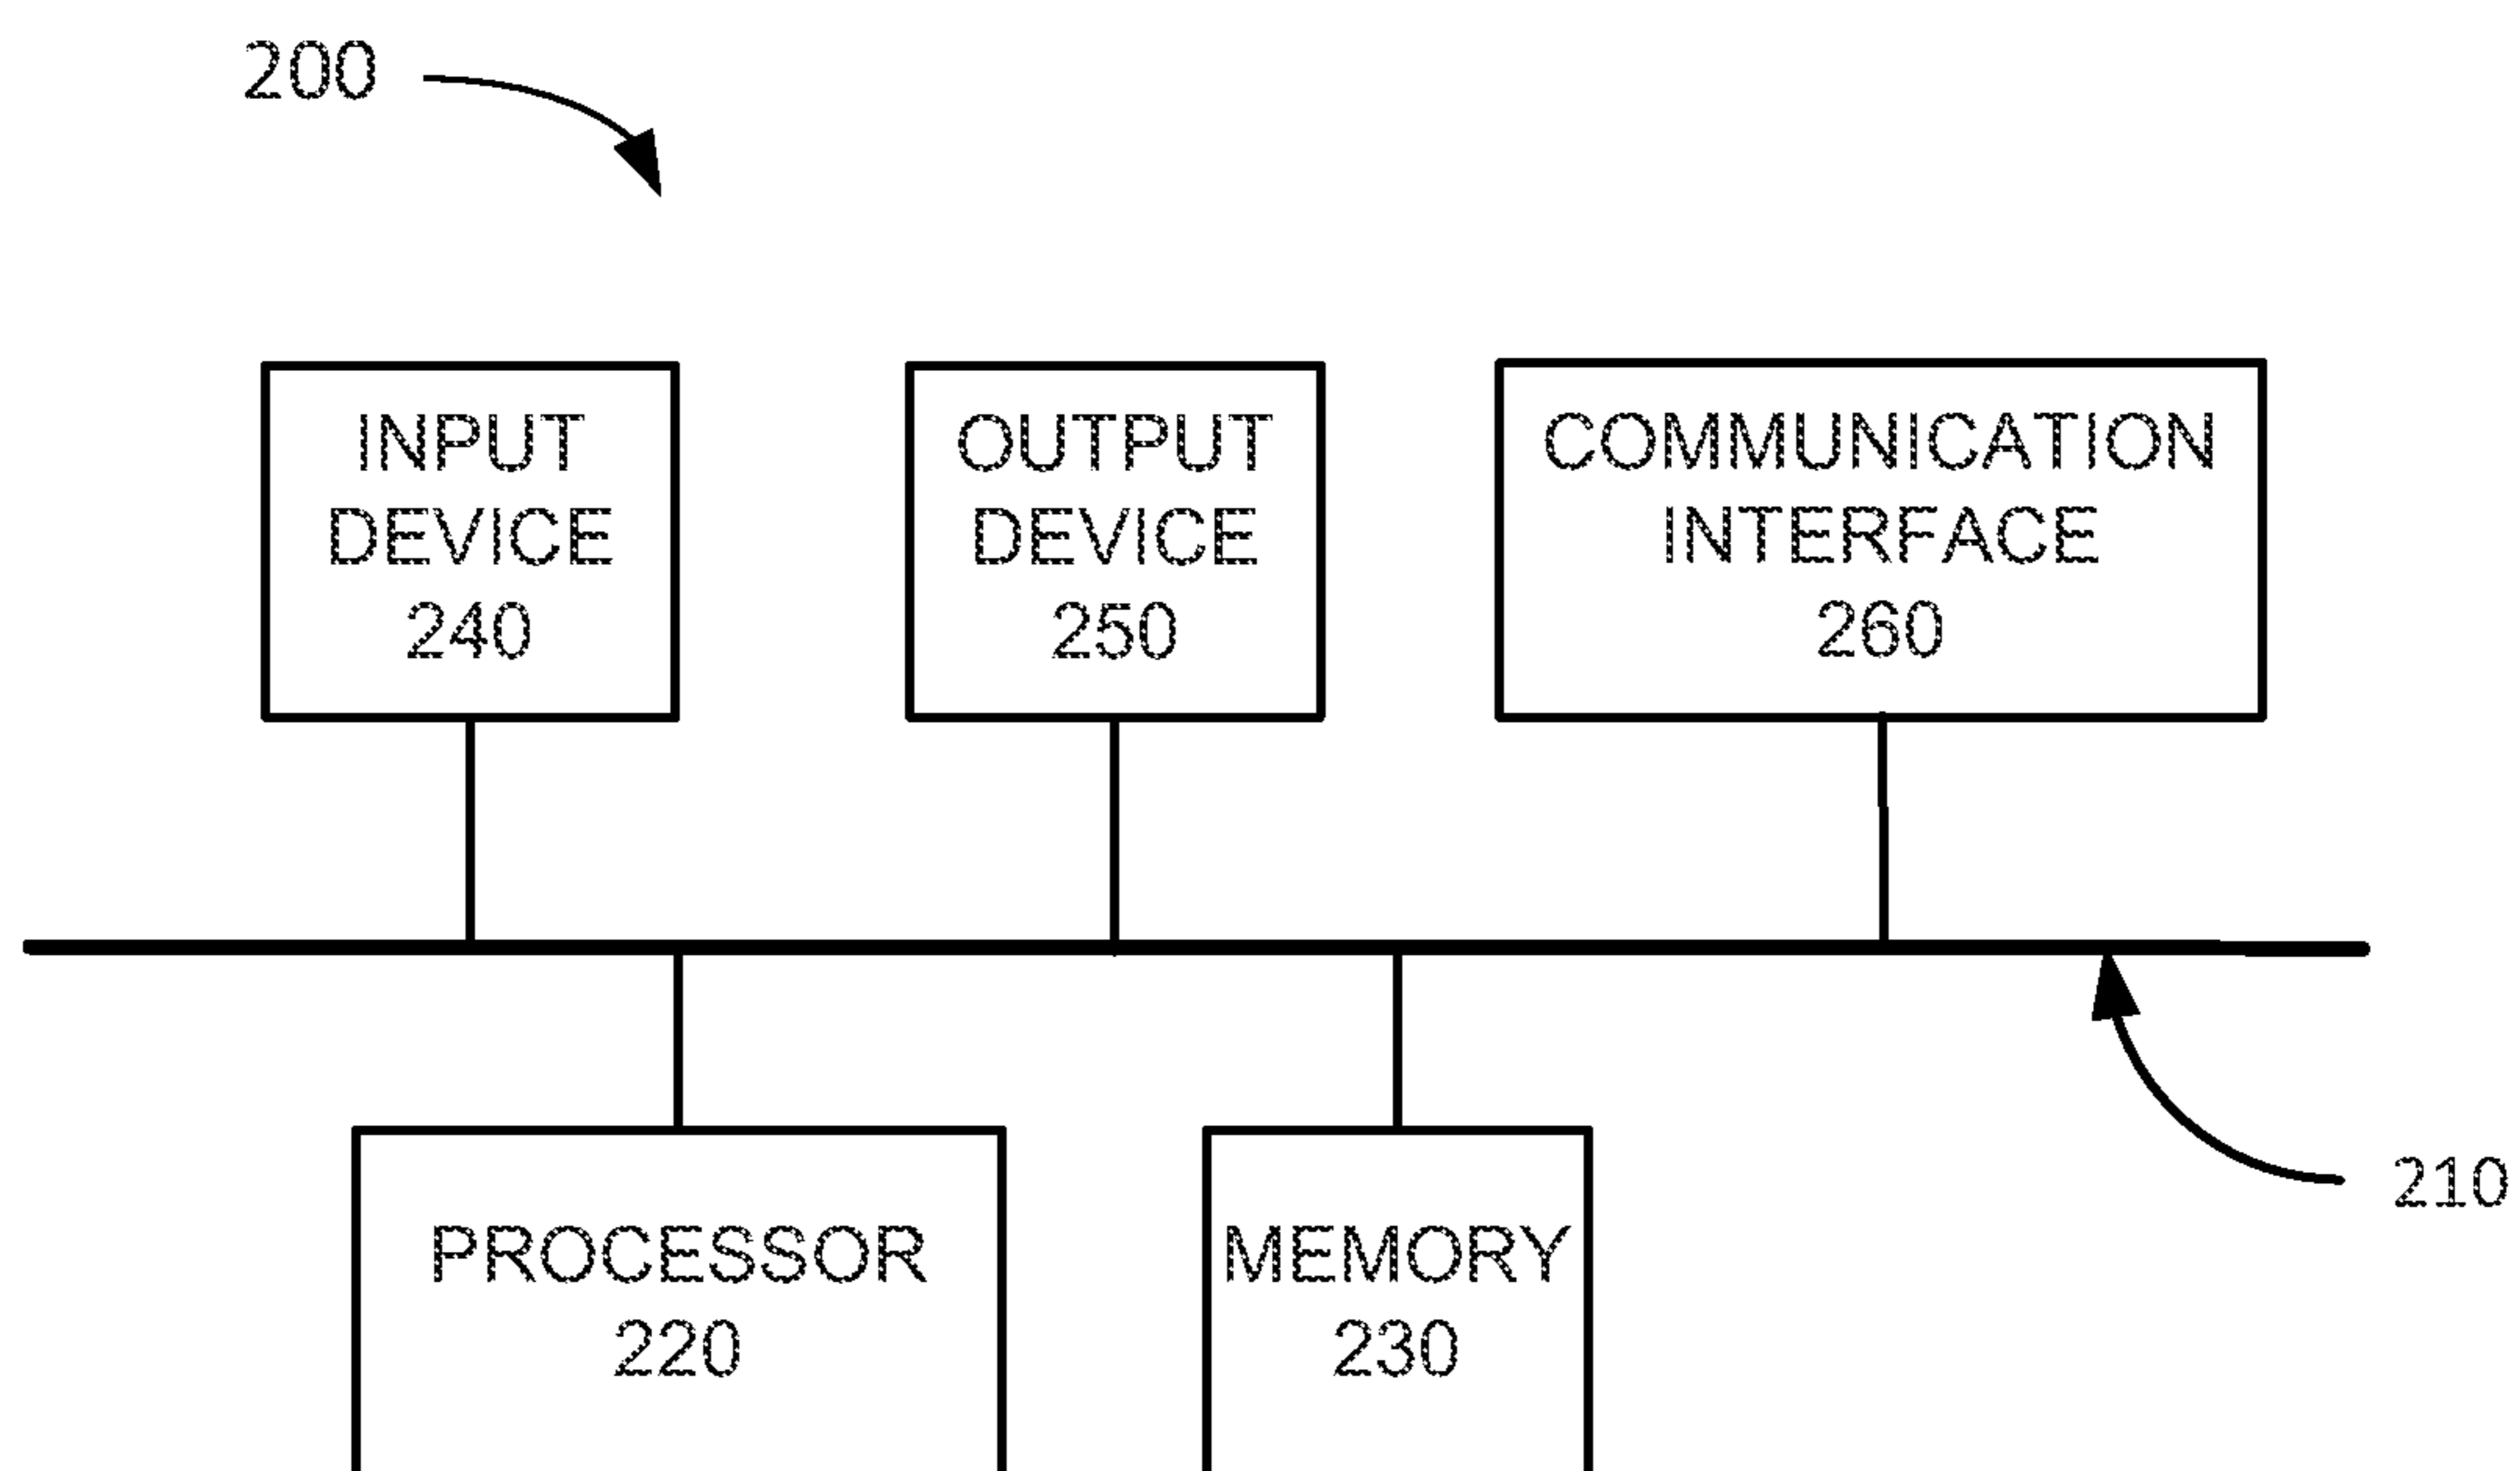 200
INPUT
DEVICE
240
OUTPUT
DEVICE
250
COMMUNICATION
INTERFACE
260
210
PROCESSOR
220
MEMORY
230